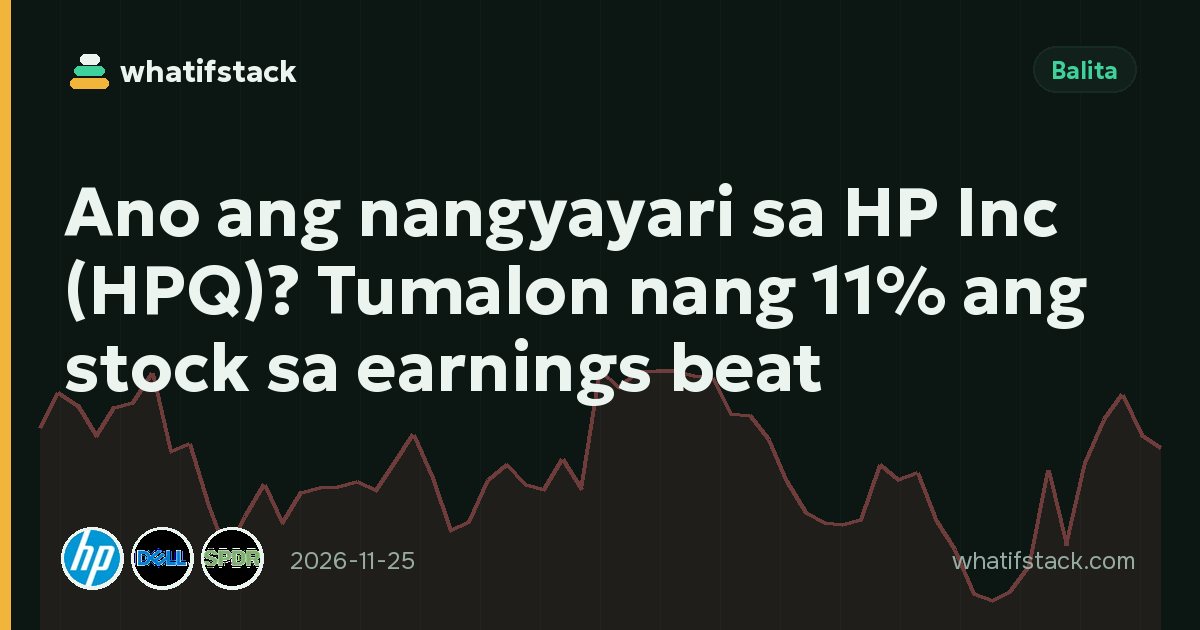 whatifstack
Balita
Ano ang nangyayari sa HP Inc
(HPQ)? Tumalon nang 11% ang
stock sa earnings beat
hp
DELL
SPDR
2026-11-25
whatifstack.com